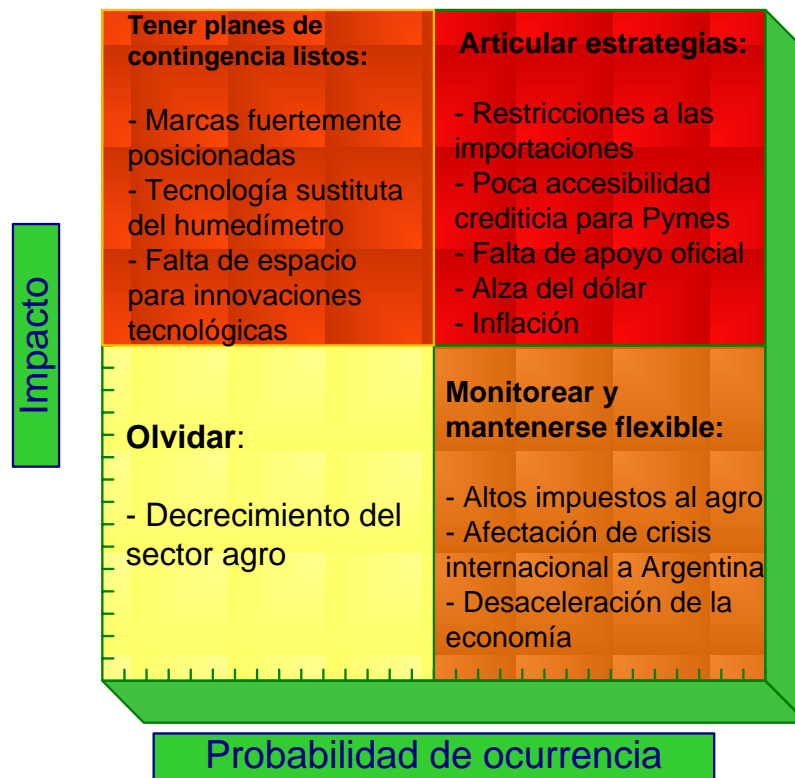 Tener planes de
contingencia listos:
- Marcas fuertemente
posicionadas
- Tecnología sustituta
del humedímetro
- Falta de espacio
para innovaciones
tecnológicas
Articular estrategias:
- Restricciones a las
importaciones
- Poca accesibilidad
crediticia para Pymes
- Falta de apoyo oficial
- Alza del dólar
- Inflación
Impacto
Olvidar:
- Decrecimiento del
sector agro
Monitorear y
mantenerse flexible:
- Altos impuestos al agro
- Afectación de crisis
internacional a Argentina
- Desaceleración de la
economía
Probabilidad de ocurrencia